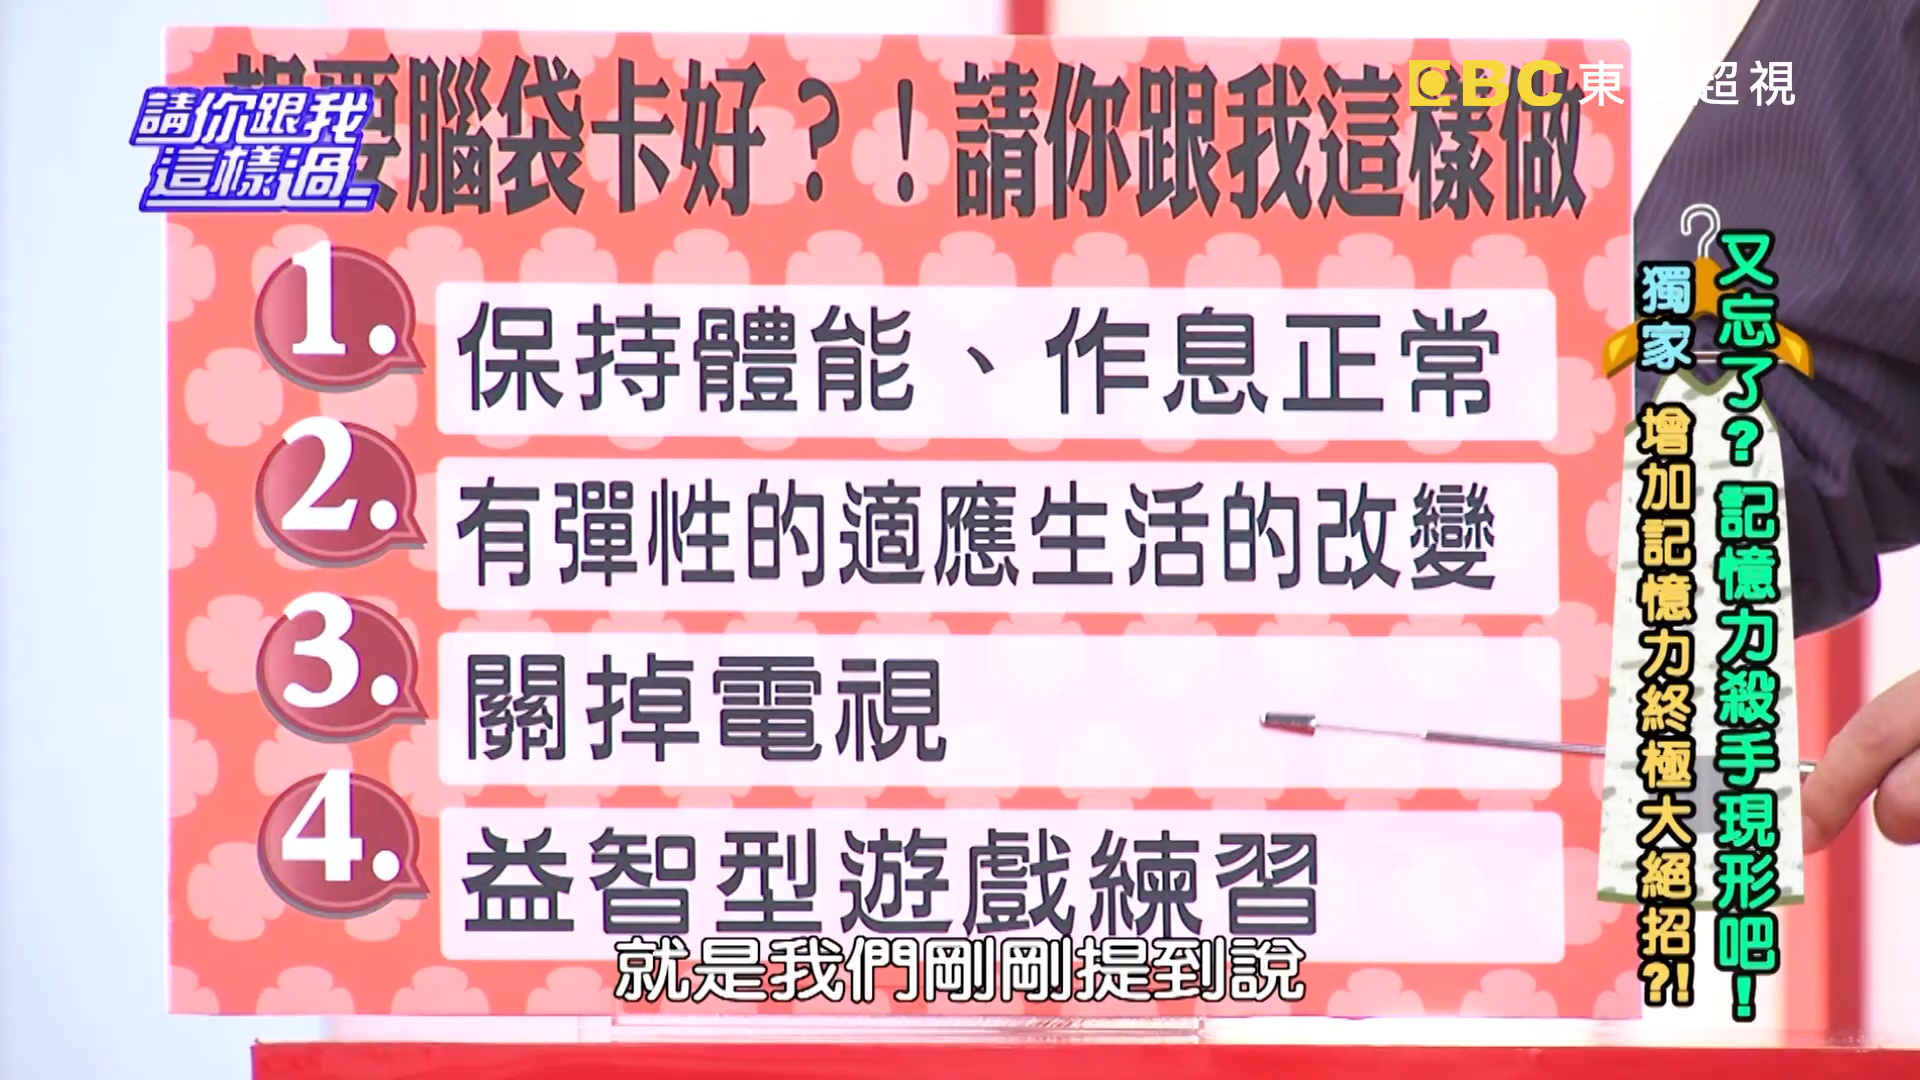 EBC 東森超視
請你跟我
這樣過
想要腦袋卡好？！請你跟我這樣做
1. 保持體能、作息正常
2. 有彈性的適應生活的改變
3. 關掉電視
4. 益智型遊戲練習
又忘了？記憶力殺手現形吧！
獨家 增加記憶力終極大絕招?!
就是我們剛剛提到說